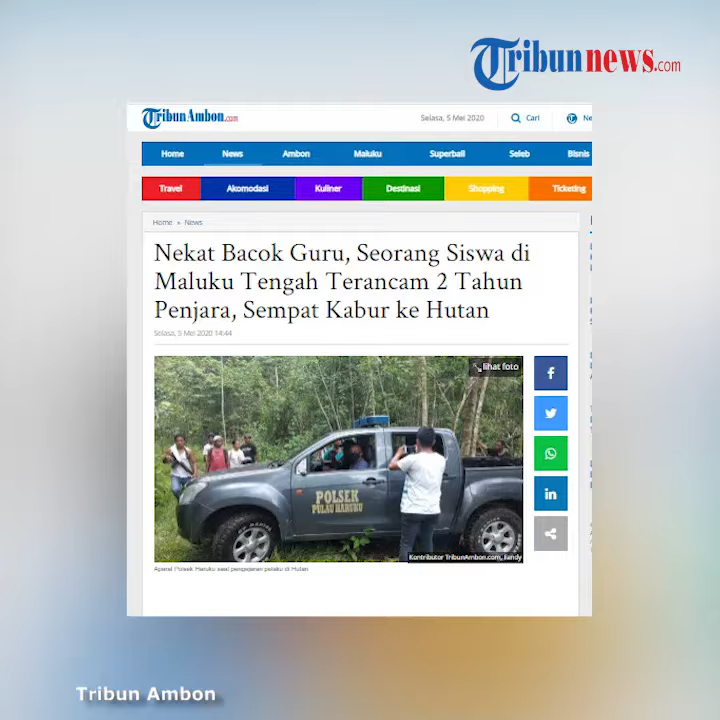 Tribunnews.com
TribunAmbon.com
Selasa, 5 Mei 2020
Cari
Ne
Home News Ambon Maluku Superball Seleb Bisnis
Travel Akomodasi Kuliner Destinasi Shopping Ticketing
Home » News
Nekat Bacok Guru, Seorang Siswa di
Maluku Tengah Terancam 2 Tahun
Penjara, Sempat Kabur ke Hutan
Selasa, 5 Mei 2020 14:44
lihat foto
POLSEK
PULAU HARUKU
Kontributor TribunAmbon.com, Fandy
Aparat Polsek Haruku saat pengejaran pelaku di Hutan
Tribun Ambon